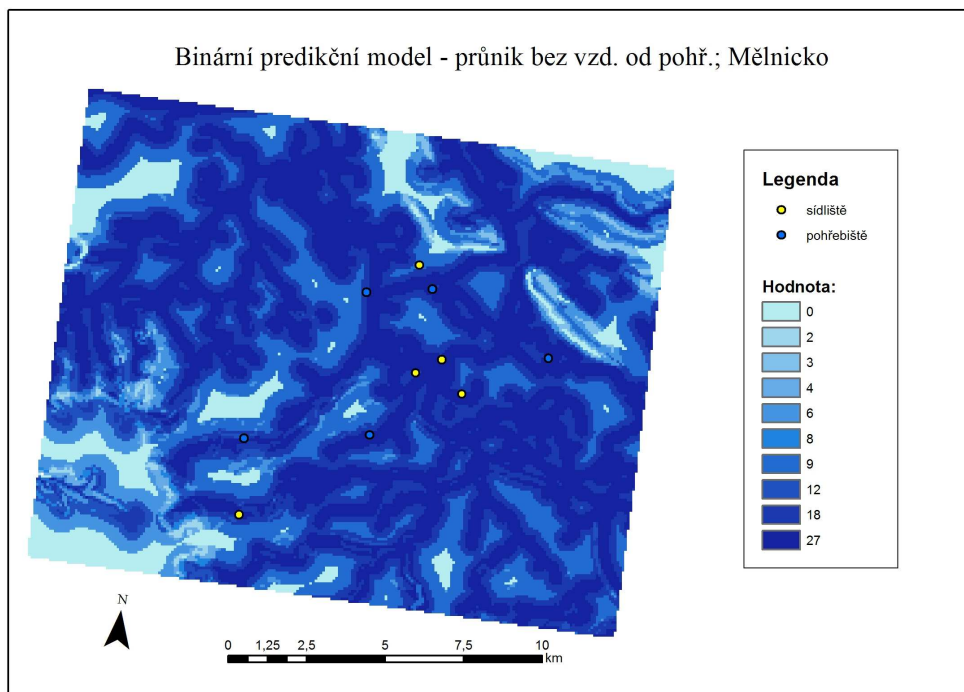 Binární predikční model - průnik bez vzd. od pohř.; Mělnicko
Legenda
sídliště
pohřebiště
Hodnota:
0
2
3
4
6
8
9
12
18
27
N
0 1,25 2,5 5 7,5 10
km